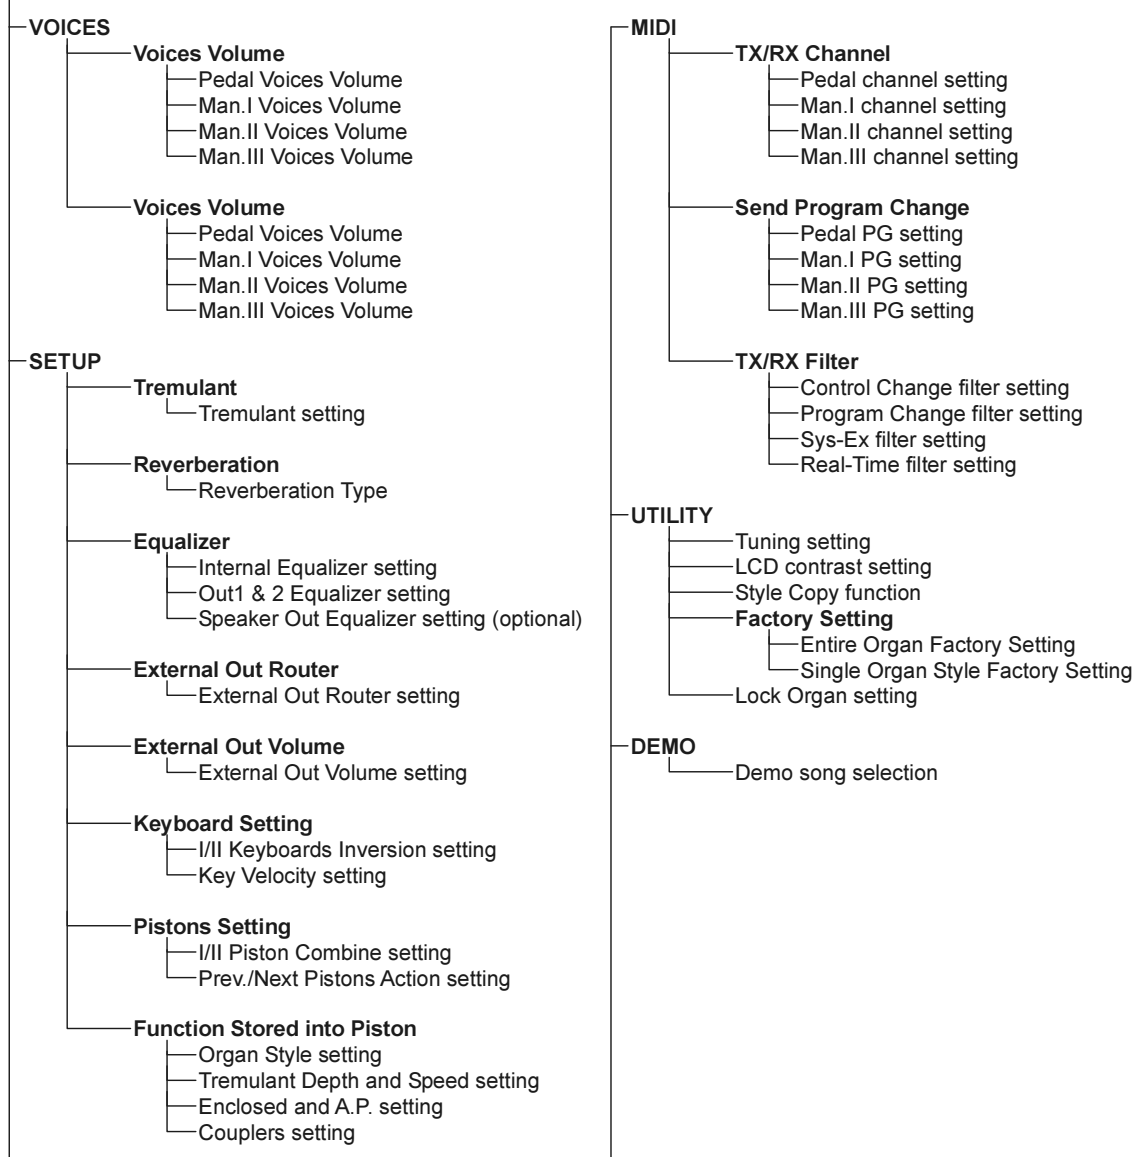 VOICES
Voices Volume
Pedal Voices Volume
Man.I Voices Volume
Man.II Voices Volume
Man.III Voices Volume
Voices Volume
Pedal Voices Volume
Man.I Voices Volume
Man.II Voices Volume
Man.III Voices Volume
SETUP
Tremulant
Tremulant setting
Reverberation
Reverberation Type
Equalizer
Internal Equalizer setting
Out1 & 2 Equalizer setting
Speaker Out Equalizer setting (optional)
External Out Router
External Out Router setting
External Out Volume
External Out Volume setting
Keyboard Setting
I/II Keyboards Inversion setting
Key Velocity setting
Pistons Setting
I/II Piston Combine setting
Prev./Next Pistons Action setting
Function Stored into Piston
Organ Style setting
Tremulant Depth and Speed setting
Enclosed and A.P. setting
Couplers setting
MIDI
TX/RX Channel
Pedal channel setting
Man.I channel setting
Man.II channel setting
Man.III channel setting
Send Program Change
Pedal PG setting
Man.I PG setting
Man.II PG setting
Man.III PG setting
TX/RX Filter
Control Change filter setting
Program Change filter setting
Sys-Ex filter setting
Real-Time filter setting
UTILITY
Tuning setting
LCD contrast setting
Style Copy function
Factory Setting
Entire Organ Factory Setting
Single Organ Style Factory Setting
Lock Organ setting
DEMO
Demo song selection